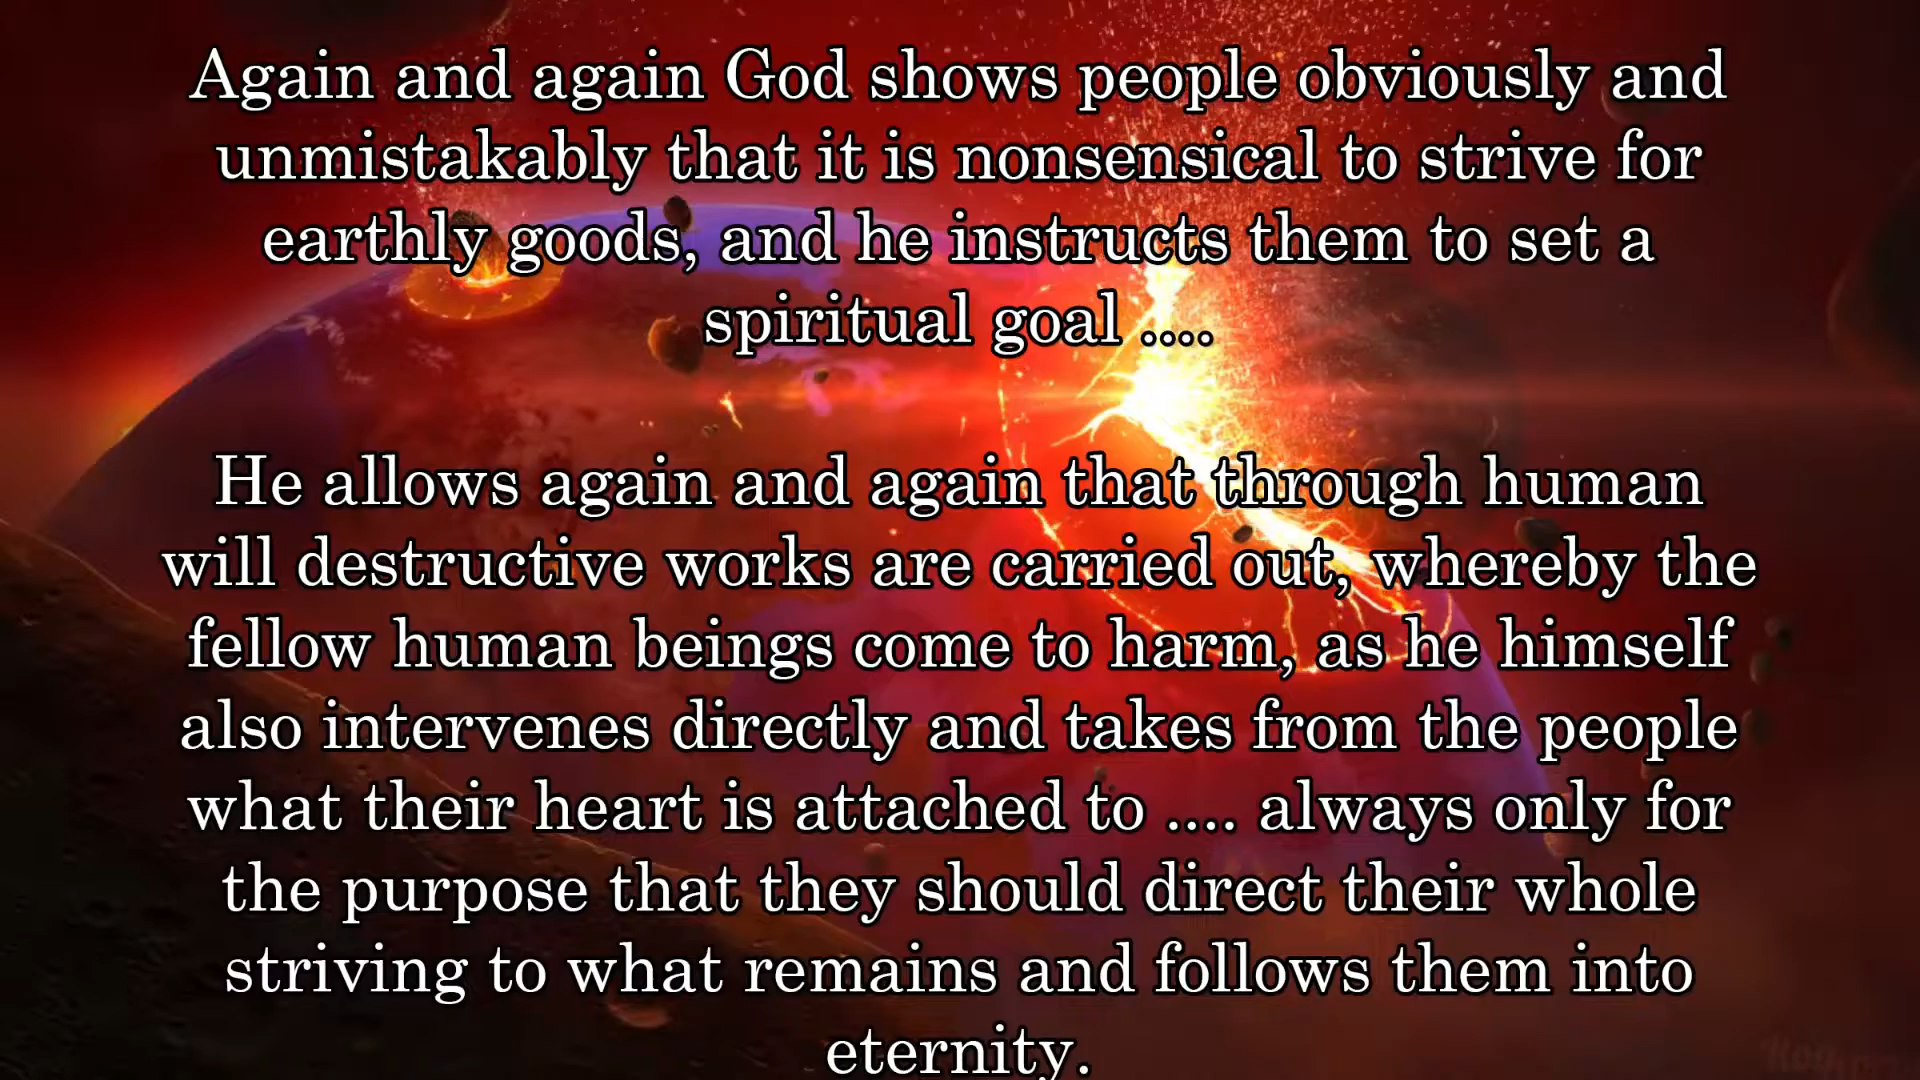 Again and again God shows people obviously and
unmistakably that it is nonsensical to strive for
earthly goods, and he instructs them to set a
spiritual goal ....
He allows again and again that through human
will destructive works are carried out, whereby the
fellow human beings come to harm, as he himself
also intervenes directly and takes from the people
what their heart is attached to .... always only for
the purpose that they should direct their whole
striving to what remains and follows them into
eternity.